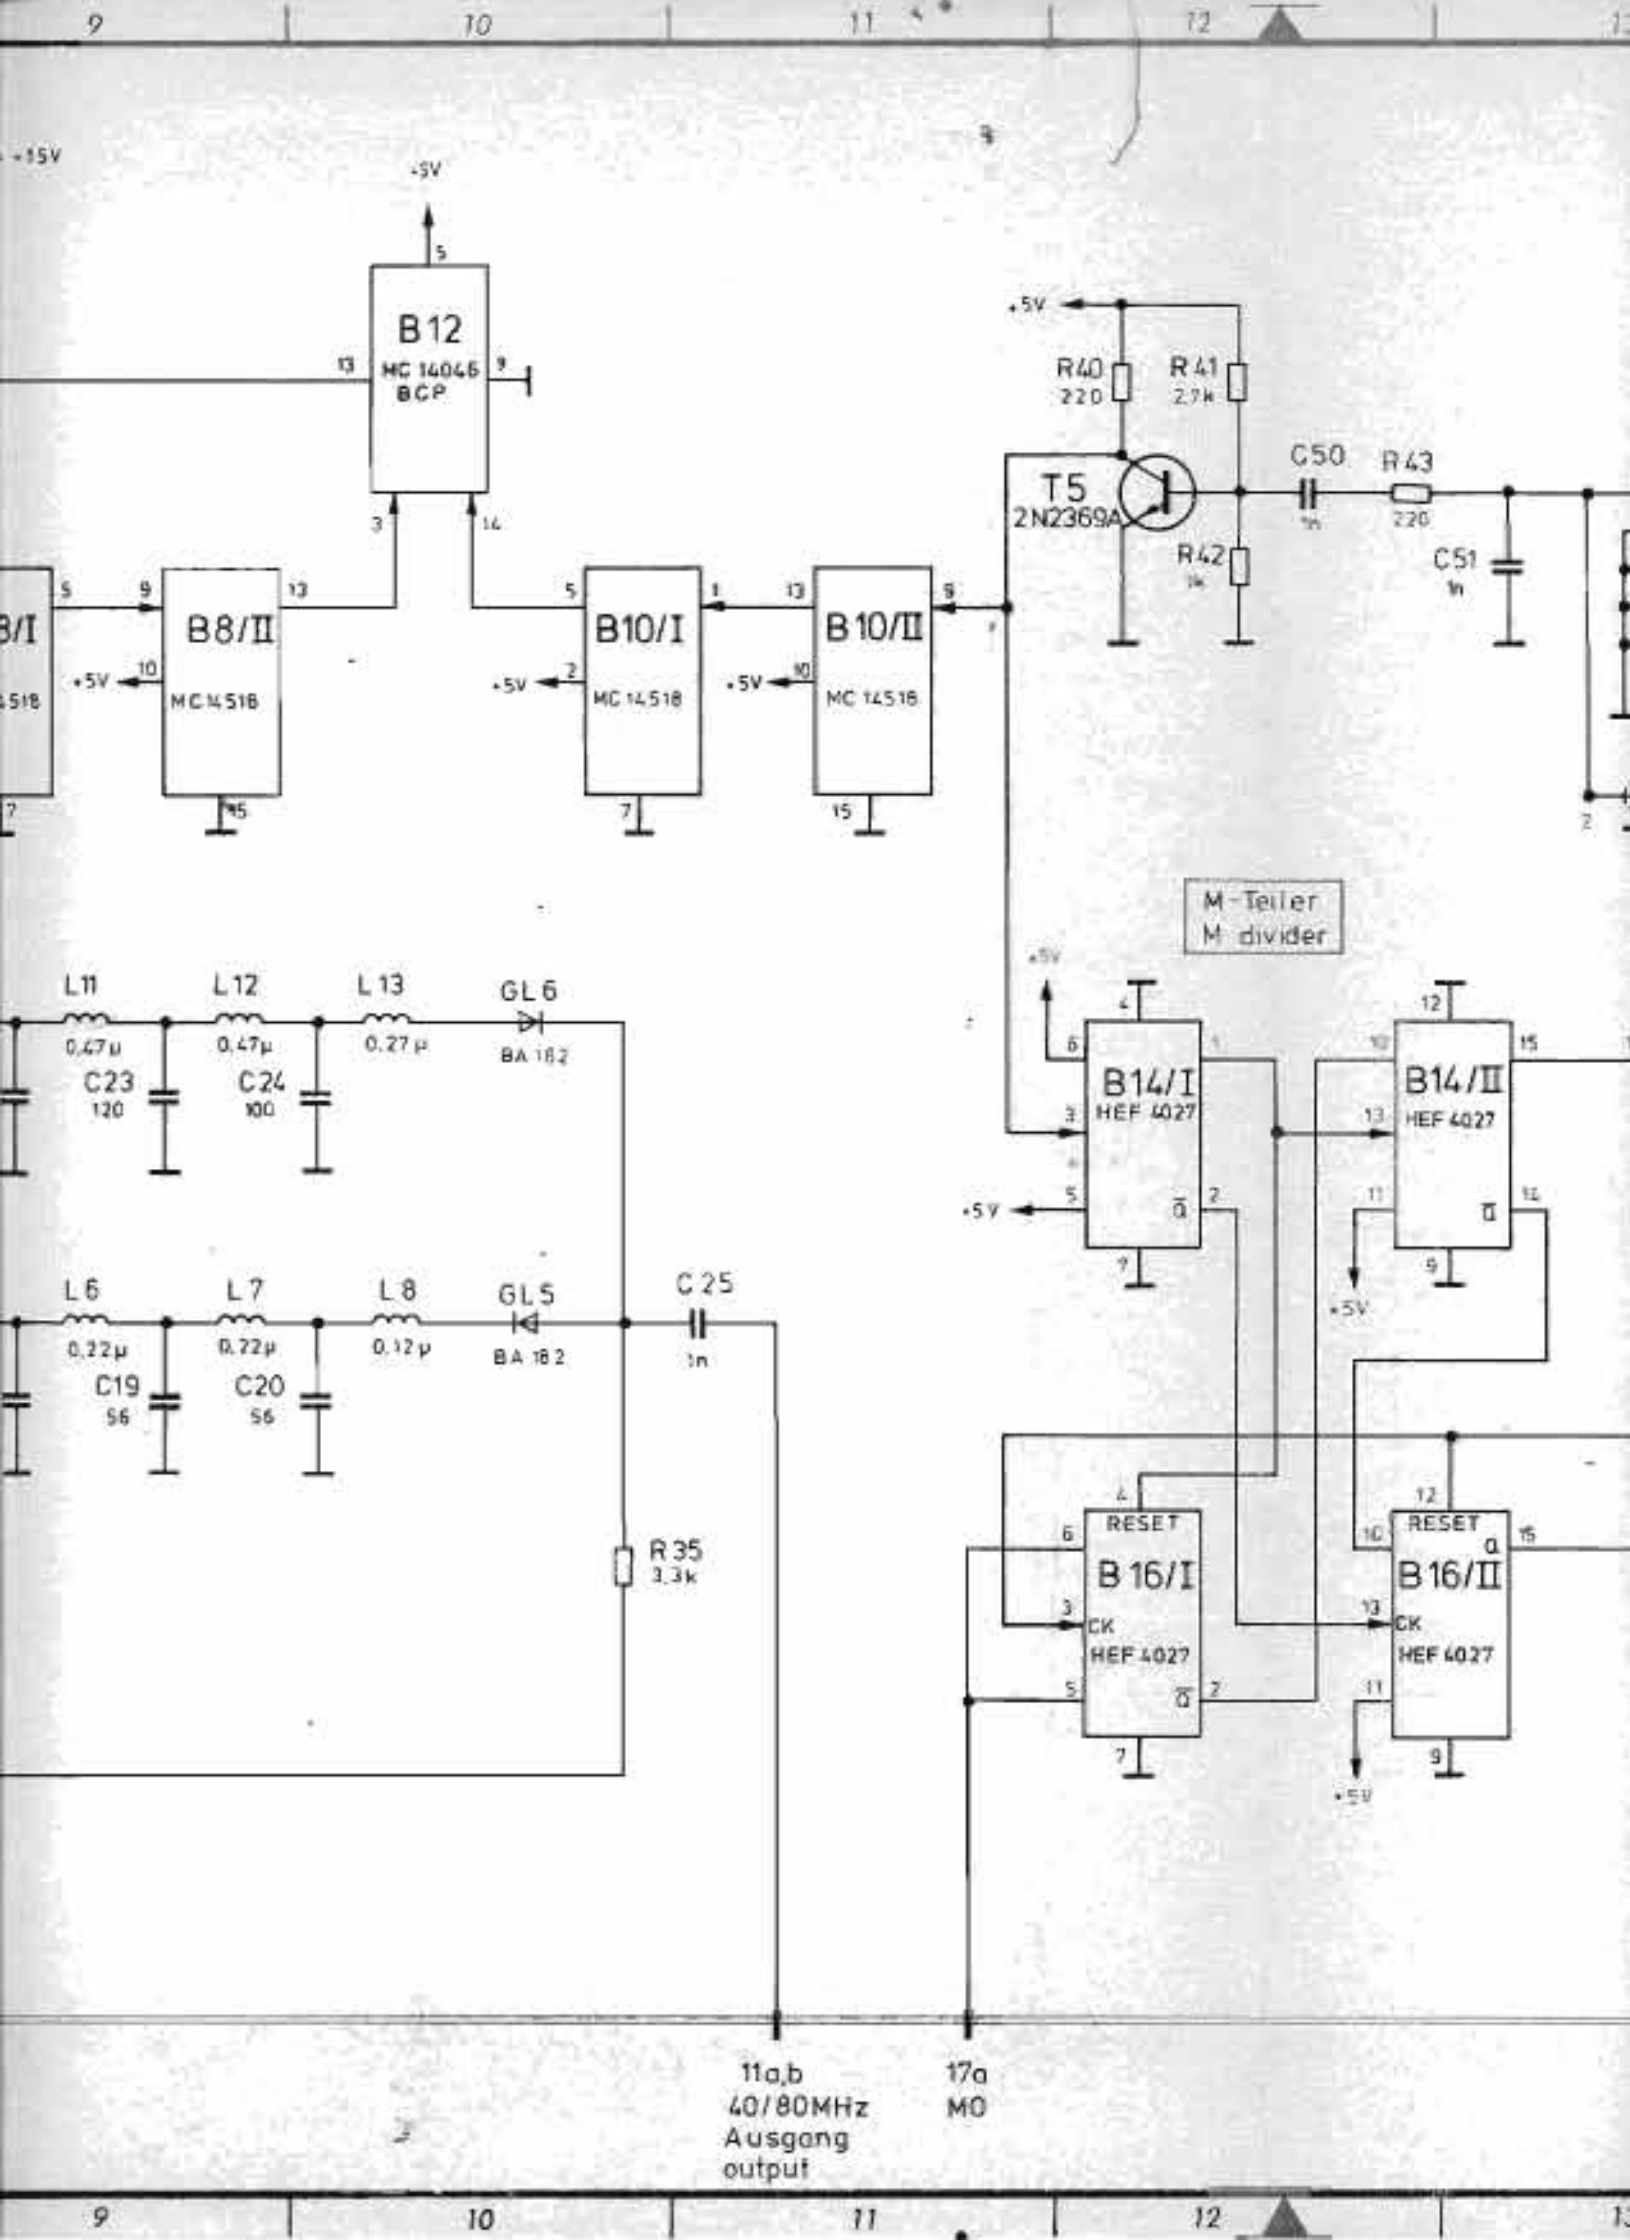 9 10 11 12
+15V
+5V
5
B12
MC 14046
BCP
13
9
3
14
+5V
R40
220
R41
2,7k
C50
1n
R43
220
T5
2N2369A
R42
1k
C51
1n
5
9
13
5
1
13
9
B8/II
B10/I
B10/II
+5V
10
+5V
2
+5V
10
4518
MC14518
MC 14518
MC 14518
7
15
7
15
2
M-Teiler
M divider
L11
0,47µ
L12
0,47µ
L13
0,27µ
GL6
BA 182
C23
120
C24
100
+5V
4
12
6
1
10
15
B14/I
HEF 4027
B14/II
HEF 4027
3
13
+5V
5
Q̅
2
11
Q̅
14
7
9
+5V
L6
0,22µ
L7
0,22µ
L8
0,12µ
GL5
BA 182
C25
1n
C19
56
C20
56
4
12
RESET
RESET
6
10
Q
15
B16/I
B16/II
3
CK
13
CK
HEF 4027
HEF 4027
5
Q̅
2
11
7
9
+5V
R35
3,3k
11a,b
40/80MHz
Ausgang
output
17a
M0
9 10 11 12